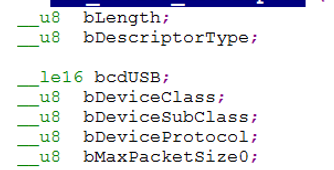 __u8  bLength;
__u8  bDescriptorType;

__le16 bcdUSB;
__u8  bDeviceClass;
__u8  bDeviceSubClass;
__u8  bDeviceProtocol;
__u8  bMaxPacketSize0;